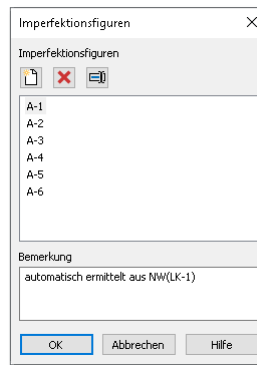 Imperfektionsfiguren
Imperfektionsfiguren
A-1
A-2
A-3
A-4
A-5
A-6
Bemerkung
automatisch ermittelt aus NW(LK-1)
OK Abbrechen Hilfe